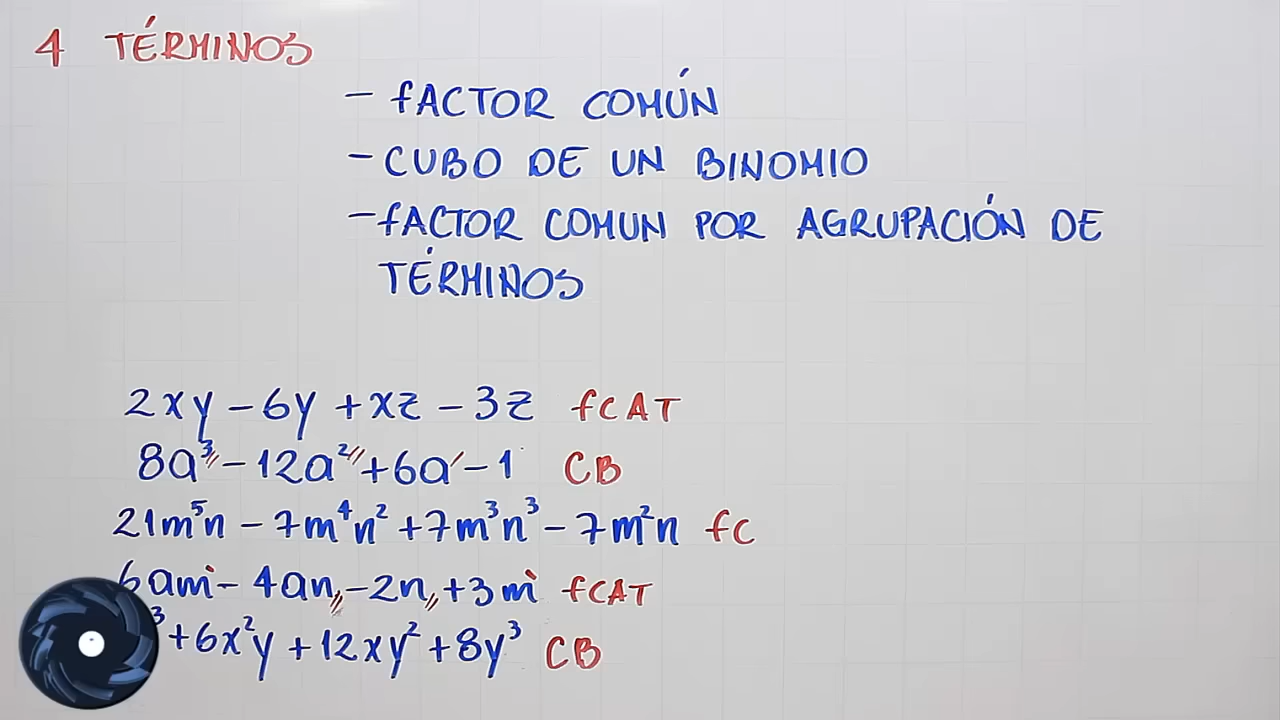 4 TÉRMINOS
- fACTOR COMÚN
- CUBO DE UN BINOMIO
- fACTOR COMUN POR AGRUPACIÓN DE
TÉRMINOS
2xy - 6y + xz - 3z fCAT
8a³ - 12a² + 6a - 1 CB
21m⁵n - 7m⁴n² + 7m³n³ - 7m²n fC
6am - 4an - 2n + 3m fCAT
³ + 6x²y + 12xy² + 8y³ CB